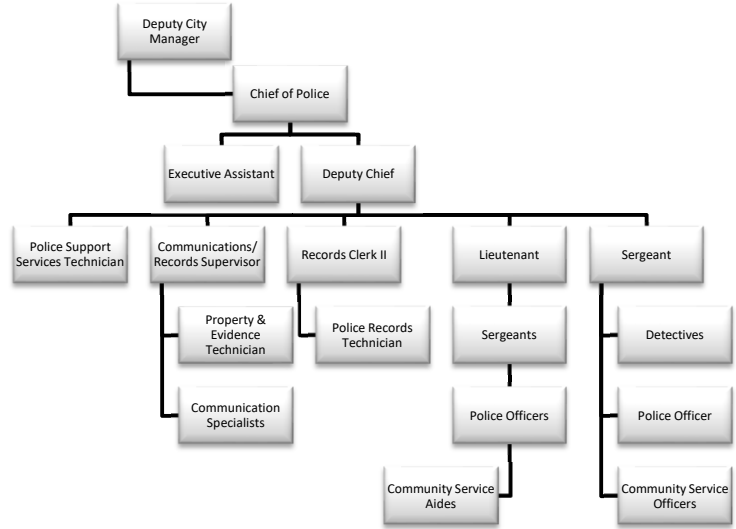 Deputy City
Manager
Chief of Police
Executive Assistant
Deputy Chief
Police Support
Services Technician
Communications/
Records Supervisor
Records Clerk II
Lieutenant
Sergeant
Property &
Evidence
Technician
Police Records
Technician
Sergeants
Detectives
Communication
Specialists
Police Officers
Police Officer
Community Service
Aides
Community Service
Officers